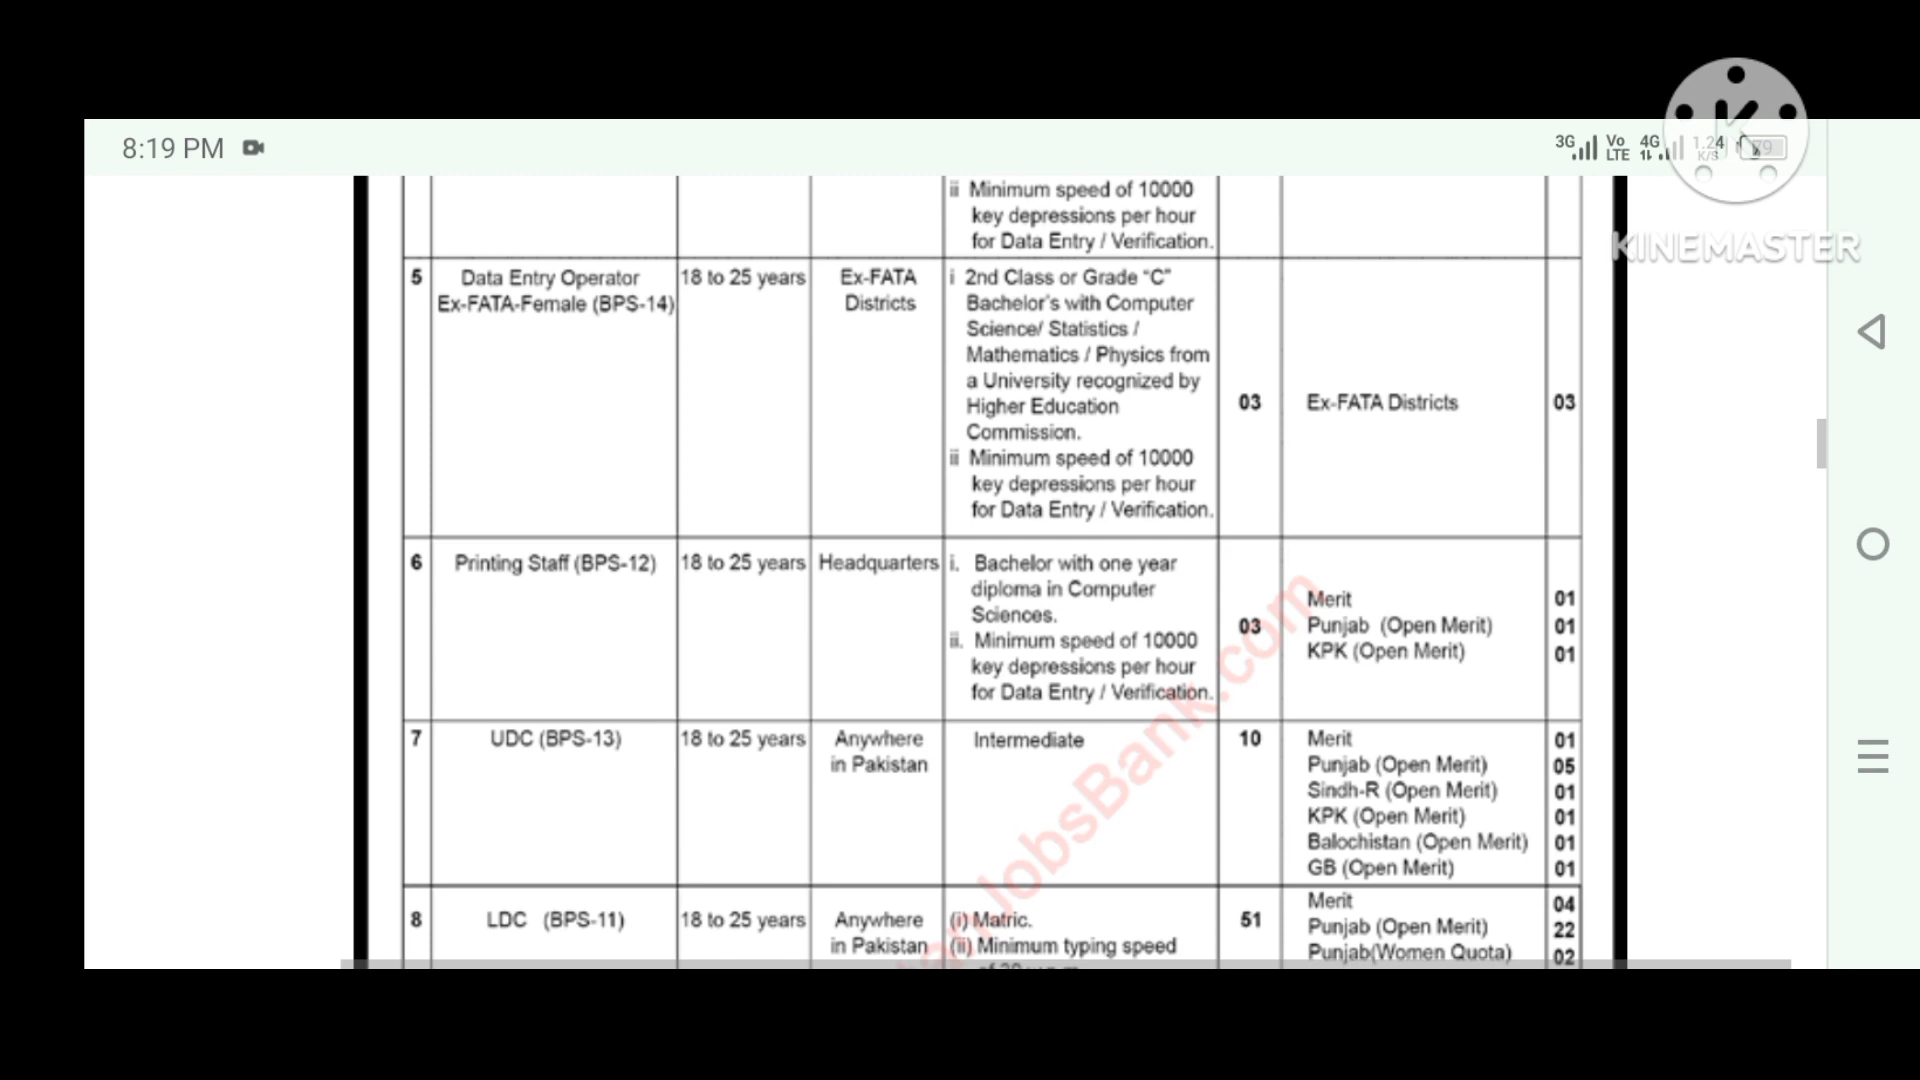 8:19 PM
3G Vo LTE 4G 1.24 K/S 79
KINEMASTER
ii Minimum speed of 10000
key depressions per hour
for Data Entry / Verification.
5 Data Entry Operator 18 to 25 years Ex-FATA i 2nd Class or Grade “C”
Ex-FATA-Female (BPS-14) Districts Bachelor's with Computer
Science/ Statistics /
Mathematics / Physics from
a University recognized by
Higher Education 03 Ex-FATA Districts 03
Commission.
ii Minimum speed of 10000
key depressions per hour
for Data Entry / Verification.
6 Printing Staff (BPS-12) 18 to 25 years Headquarters i. Bachelor with one year
diploma in Computer Merit 01
Sciences. 03 Punjab (Open Merit) 01
ii. Minimum speed of 10000 KPK (Open Merit) 01
key depressions per hour
for Data Entry / Verification.
7 UDC (BPS-13) 18 to 25 years Anywhere Intermediate 10 Merit 01
in Pakistan Punjab (Open Merit) 05
Sindh-R (Open Merit) 01
KPK (Open Merit) 01
Balochistan (Open Merit) 01
GB (Open Merit) 01
Merit 04
8 LDC (BPS-11) 18 to 25 years Anywhere (i) Matric. 51 Punjab (Open Merit) 22
in Pakistan (ii) Minimum typing speed Punjab(Women Quota) 02
JobsBank.com